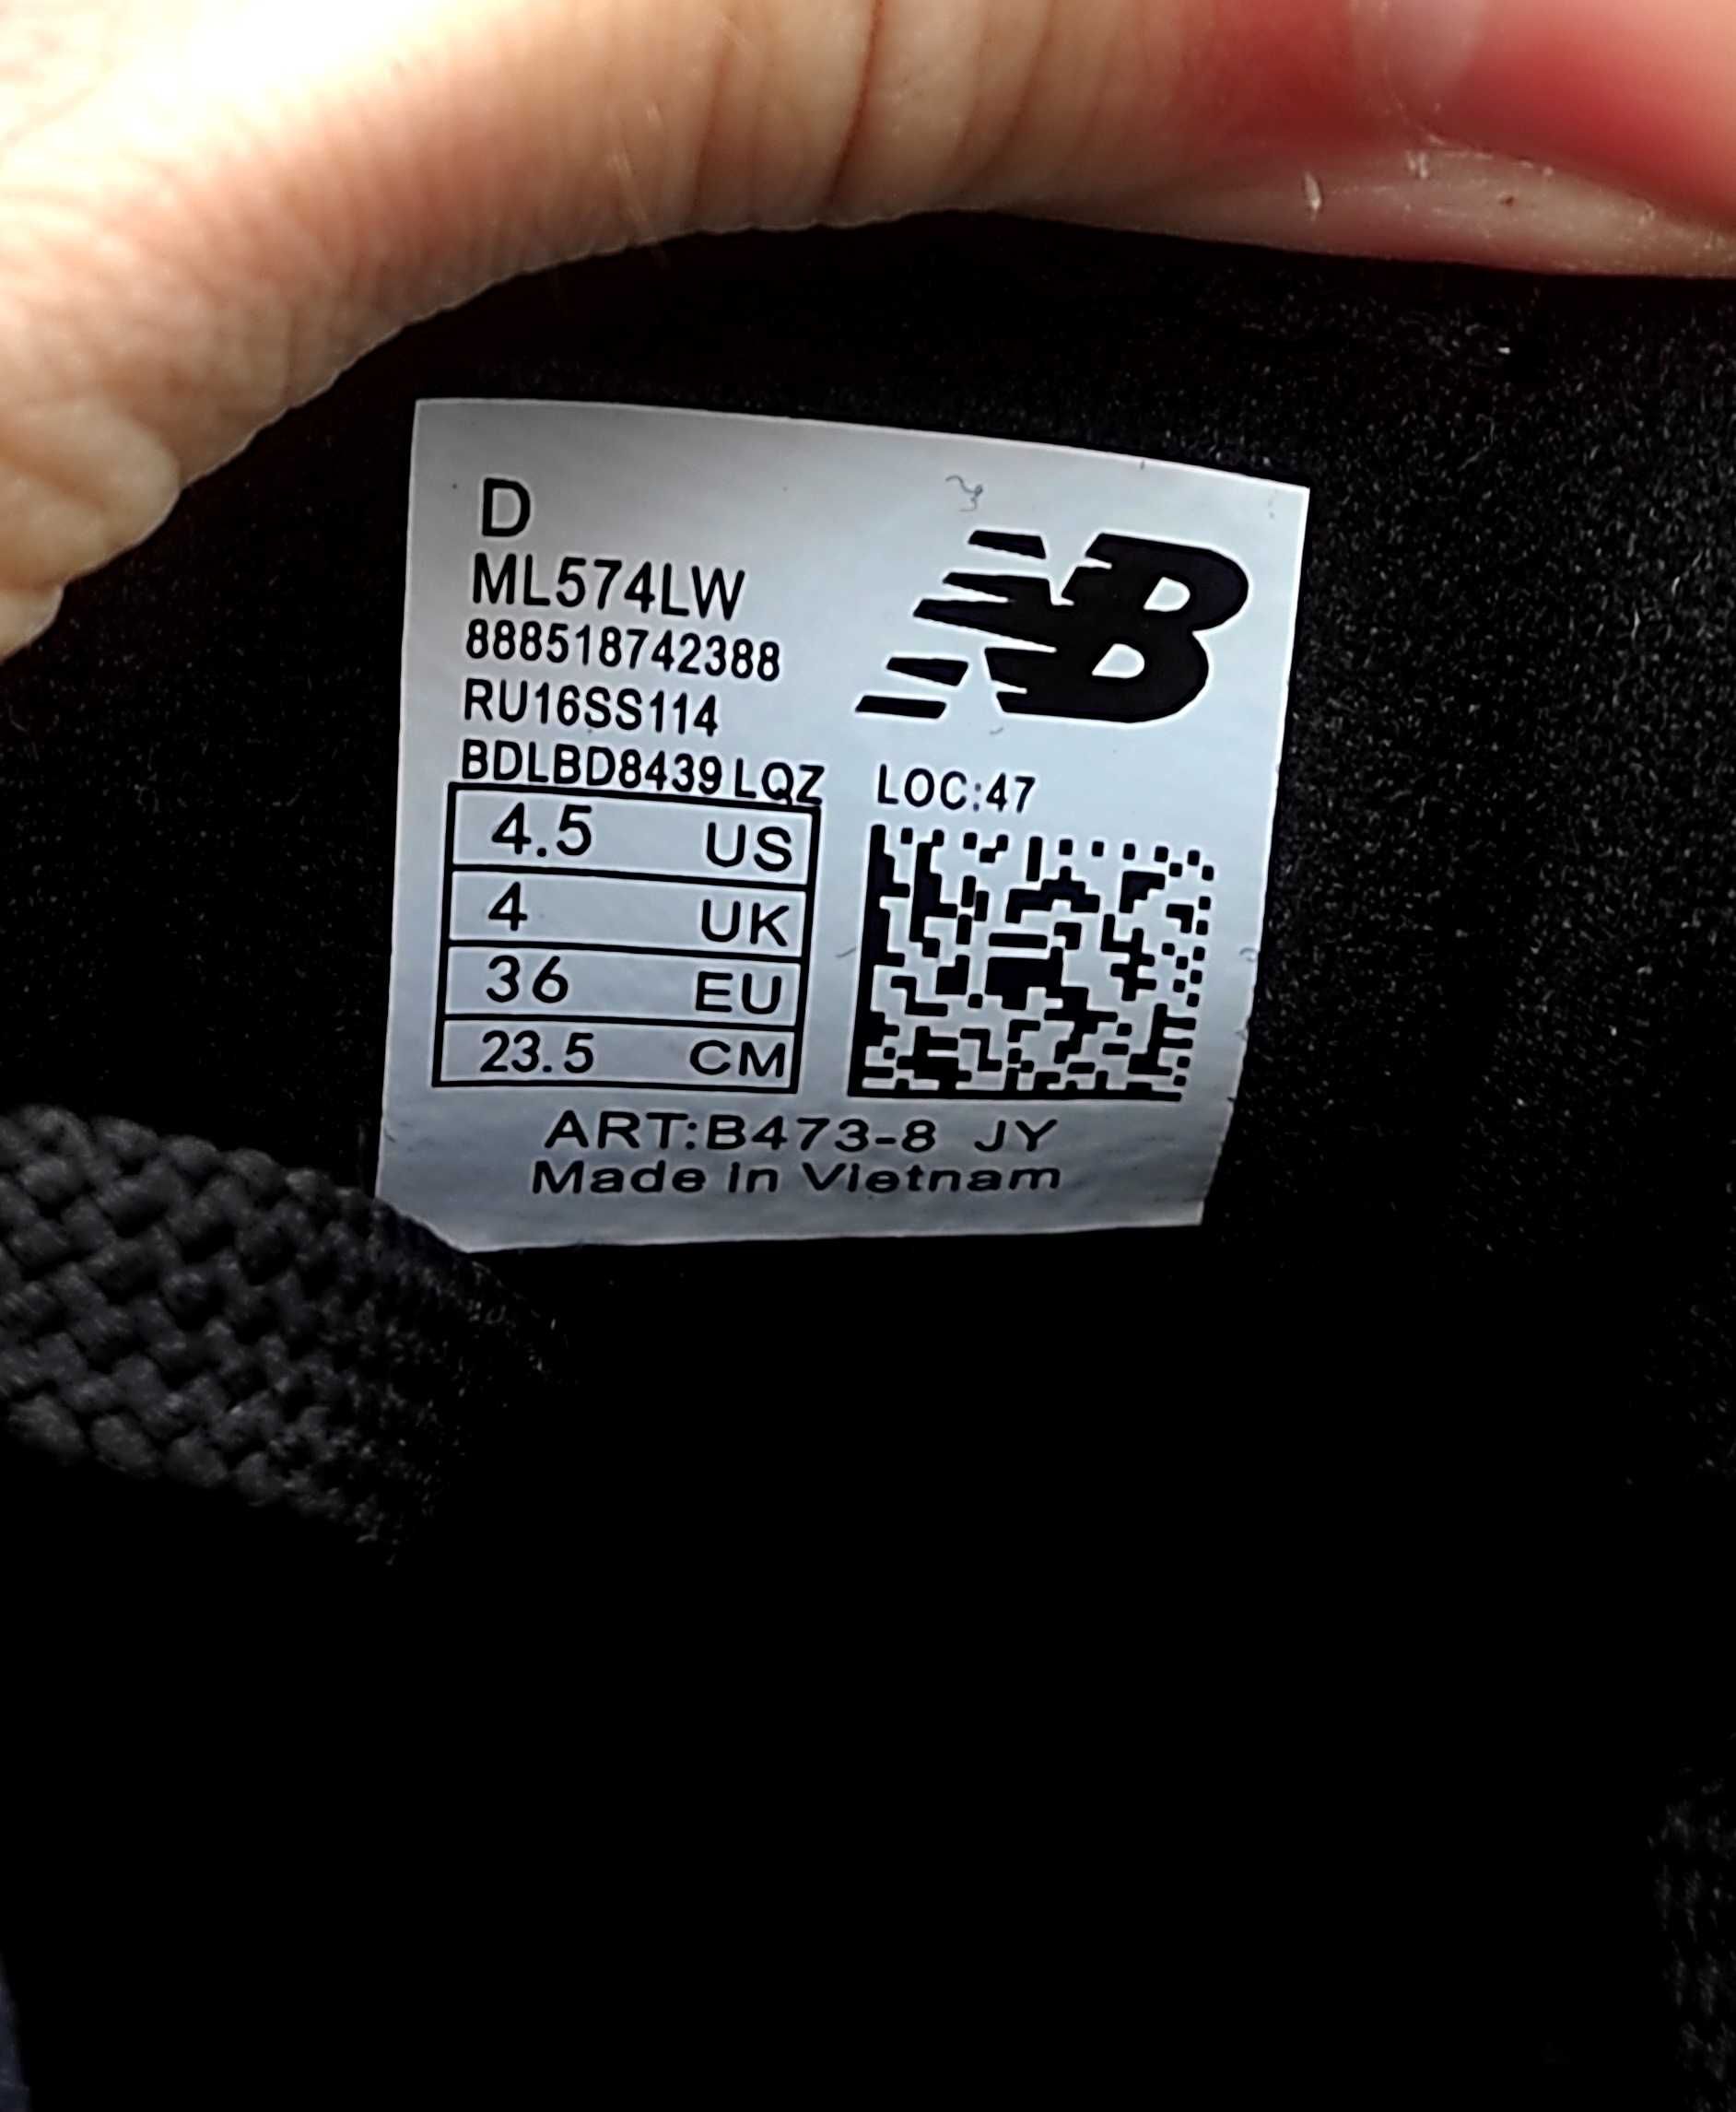 D
ML574LW
888518742388
RU16SS114
BDLBD8439 LQZ
4.5 US
4 UK
36 EU
23.5 CM
NB
LOC:47
ART:B473-8 JY
Made in Vietnam